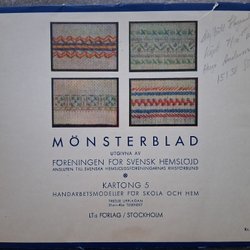 MÖNSTERBLAD
UTGIVNA AV
FÖRENINGEN FÖR SVENSK HEMSLÖJD
ANSLUTEN TILL SVENSKA HEMSLÖJDSFÖRENINGARNAS RIKSFÖRBUND
KARTONG 5
HANDARBETSMODELLER FÖR SKOLA OCH HEM
TREDJE UPPLAGAN
LTs FÖRLAG / STOCKHOLM